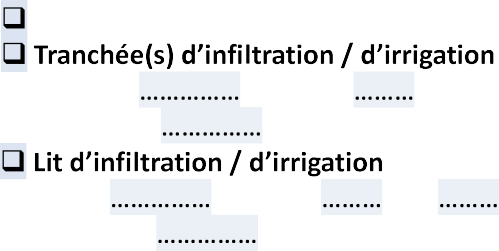 ❑
❑ Tranchée(s) d’infiltration / d’irrigation
…………… ………
……………
❑ Lit d’infiltration / d’irrigation
…………… ……… ………
……………